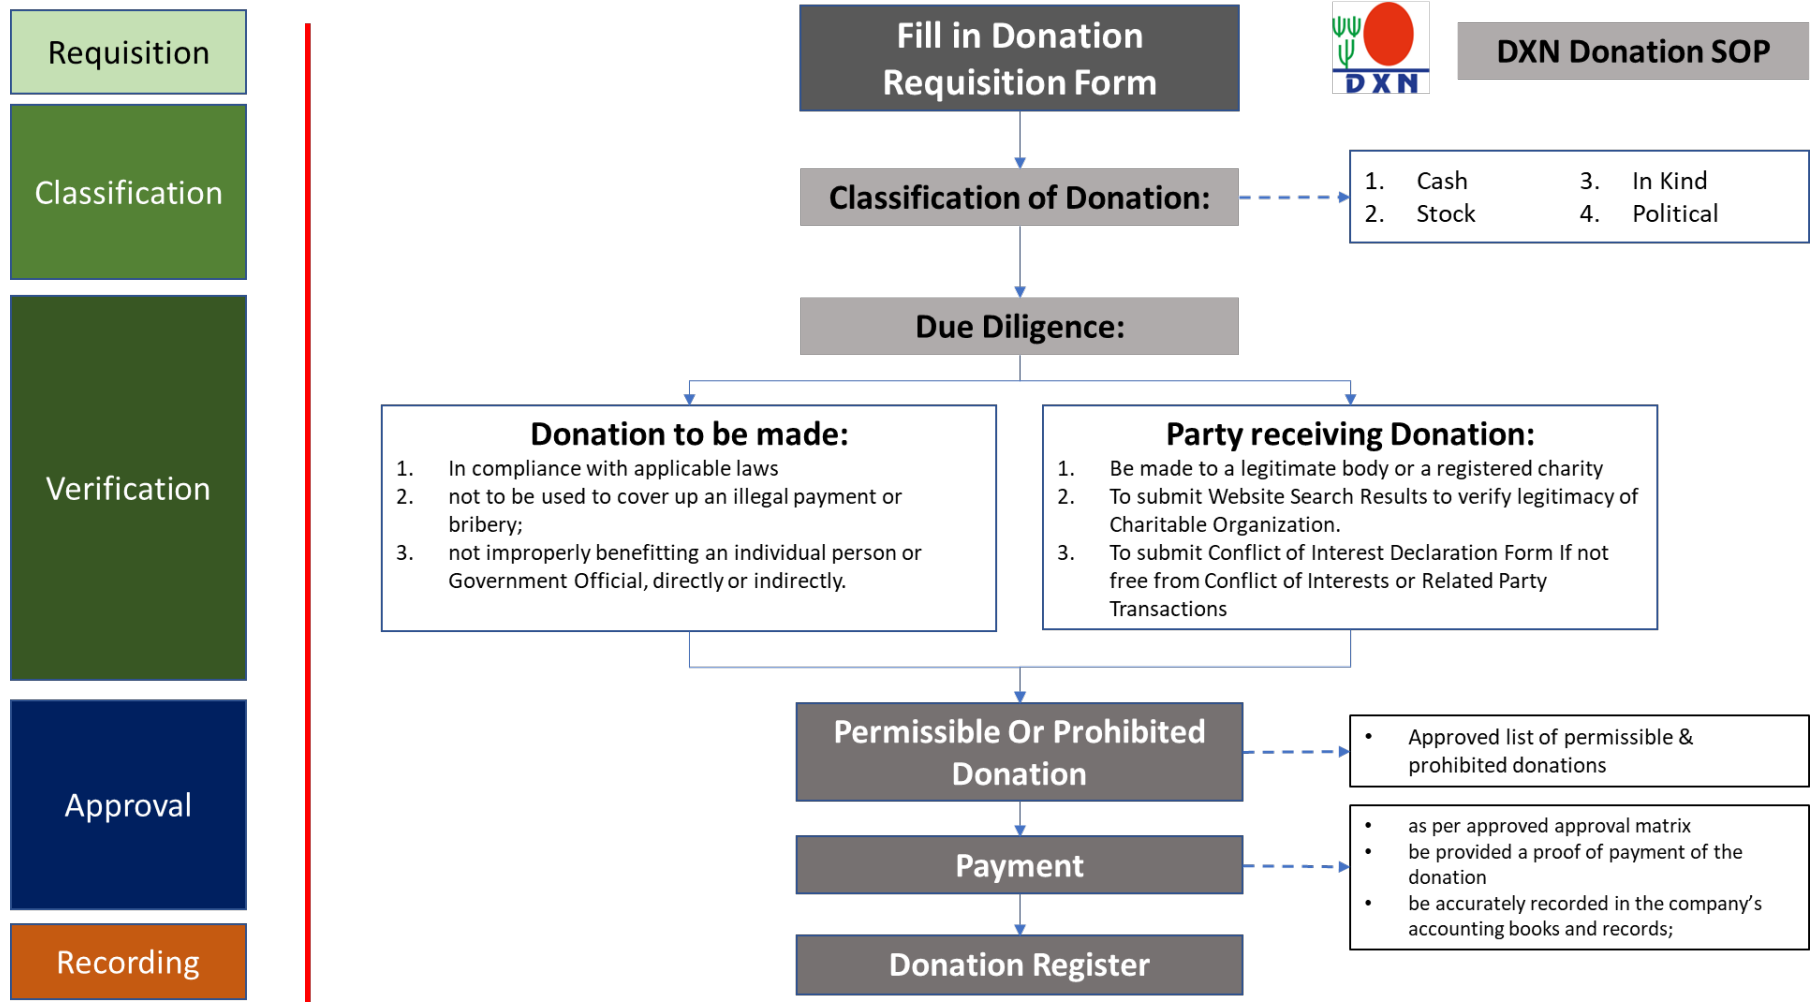 Requisition
Classification
Verification
Approval
Recording
Fill in Donation
Requisition Form
DXN
DXN Donation SOP
Classification of Donation:
1. Cash
2. Stock
3. In Kind
4. Political
Due Diligence:
Donation to be made:
1. In compliance with applicable laws
2. not to be used to cover up an illegal payment or
bribery;
3. not improperly benefitting an individual person or
Government Official, directly or indirectly.
Party receiving Donation:
1. Be made to a legitimate body or a registered charity
2. To submit Website Search Results to verify legitimacy of
Charitable Organization.
3. To submit Conflict of Interest Declaration Form If not
free from Conflict of Interests or Related Party
Transactions
Permissible Or Prohibited
Donation
• Approved list of permissible &
prohibited donations
Payment
• as per approved approval matrix
• be provided a proof of payment of the
donation
• be accurately recorded in the company's
accounting books and records;
Donation Register